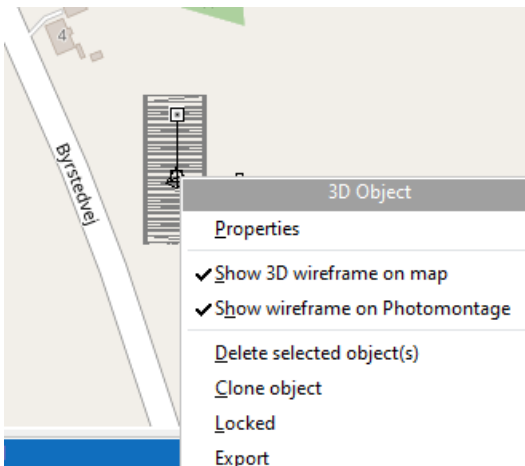 4
Byrstedvej
3D Object
Properties
Show 3D wireframe on map
Show wireframe on Photomontage
Delete selected object(s)
Clone object
Locked
Export